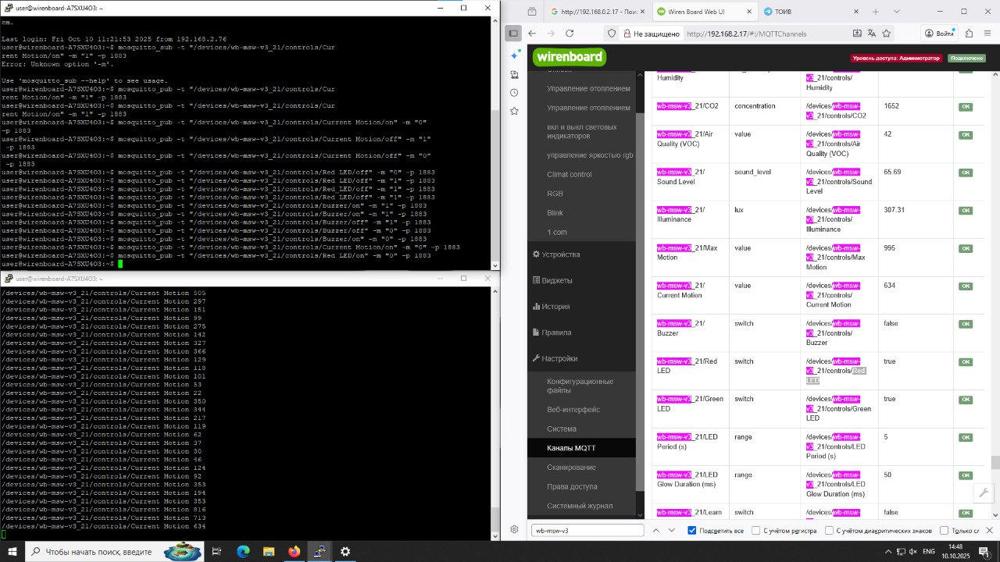 user@wirenboard-A7SXU4O3: ~
em.
Last login: Fri Oct 10 11:21:53 2025 from 192.168.2.76
user@wirenboard-A7SXU4O3:~$ mosquitto_sub -t "/devices/wb-msw-v3_21/controls/Cur
rent Motion/on" -m "1" -p 1883
Error: Unknown option '-m'.
Use 'mosquitto_sub --help' to see usage.
user@wirenboard-A7SXU4O3:~$ mosquitto_pub -t "/devices/wb-msw-v3_21/controls/Cur
rent Motion/on" -m "1" -p 1883
user@wirenboard-A7SXU4O3:~$ mosquitto_pub -t "/devices/wb-msw-v3_21/controls/Cur
rent Motion/on" -m "1" -p 1883
user@wirenboard-A7SXU4O3:~$ mosquitto_pub -t "/devices/wb-msw-v3_21/controls/Current Motion/on" -m "0"
-p 1883
user@wirenboard-A7SXU4O3:~$ mosquitto_pub -t "/devices/wb-msw-v3_21/controls/Current Motion/off" -m "1"
-p 1883
user@wirenboard-A7SXU4O3:~$ mosquitto_pub -t "/devices/wb-msw-v3_21/controls/Current Motion/off" -m "0"
-p 1883
user@wirenboard-A7SXU4O3:~$ mosquitto_pub -t "/devices/wb-msw-v3_21/controls/Red LED/off" -m "0" -p 1883
user@wirenboard-A7SXU4O3:~$ mosquitto_pub -t "/devices/wb-msw-v3_21/controls/Red LED/off" -m "1" -p 1883
user@wirenboard-A7SXU4O3:~$ mosquitto_pub -t "/devices/wb-msw-v3_21/controls/Red_LED/off" -m "1" -p 1883
user@wirenboard-A7SXU4O3:~$ mosquitto_pub -t "/devices/wb-msw-v3_21/controls/Red LED/off" -m "1" -p 1883
user@wirenboard-A7SXU4O3:~$ mosquitto_pub -t "/devices/wb-msw-v3_21/controls/buzzer/on" -m "1" -p 1883
user@wirenboard-A7SXU4O3:~$ mosquitto_pub -t "/devices/wb-msw-v3_21/controls/Buzzer/on" -m "1" -p 1883
user@wirenboard-A7SXU4O3:~$ mosquitto_pub -t "/devices/wb-msw-v3_21/controls/Buzzer/off" -m "1" -p 1883
user@wirenboard-A7SXU4O3:~$ mosquitto_pub -t "/devices/wb-msw-v3_21/controls/Buzzer/off" -m "0" -p 1883
user@wirenboard-A7SXU4O3:~$ mosquitto_pub -t "/devices/wb-msw-v3_21/controls/Buzzer/on" -m "0" -p 1883
user@wirenboard-A7SXU4O3:~$ mosquitto_pub -t "/devices/wb-msw-v3_21/controls/Current Motion/on" -m "0" -p 1883
user@wirenboard-A7SXU4O3:~$ mosquitto_pub -t "/devices/wb-msw-v3_21/controls/Red LED/on" -m "0" -p 1883
user@wirenboard-A7SXU4O3:~$
user@wirenboard-A7SXU4O3: ~
/devices/wb-msw-v3_21/controls/Current Motion 505
/devices/wb-msw-v3_21/controls/Current Motion 297
/devices/wb-msw-v3_21/controls/Current Motion 151
/devices/wb-msw-v3_21/controls/Current Motion 99
/devices/wb-msw-v3_21/controls/Current Motion 275
/devices/wb-msw-v3_21/controls/Current Motion 142
/devices/wb-msw-v3_21/controls/Current Motion 327
/devices/wb-msw-v3_21/controls/Current Motion 366
/devices/wb-msw-v3_21/controls/Current Motion 129
/devices/wb-msw-v3_21/controls/Current Motion 118
/devices/wb-msw-v3_21/controls/Current Motion 101
/devices/wb-msw-v3_21/controls/Current Motion 53
/devices/wb-msw-v3_21/controls/Current Motion 22
/devices/wb-msw-v3_21/controls/Current Motion 350
/devices/wb-msw-v3_21/controls/Current Motion 344
/devices/wb-msw-v3_21/controls/Current Motion 217
/devices/wb-msw-v3_21/controls/Current Motion 119
/devices/wb-msw-v3_21/controls/Current Motion 62
/devices/wb-msw-v3_21/controls/Current Motion 37
/devices/wb-msw-v3_21/controls/Current Motion 30
/devices/wb-msw-v3_21/controls/Current Motion 46
/devices/wb-msw-v3_21/controls/Current Motion 124
/devices/wb-msw-v3_21/controls/Current Motion 92
/devices/wb-msw-v3_21/controls/Current Motion 353
/devices/wb-msw-v3_21/controls/Current Motion 194
/devices/wb-msw-v3_21/controls/Current Motion 353
/devices/wb-msw-v3_21/controls/Current Motion 816
/devices/wb-msw-v3_21/controls/Current Motion 713
/devices/wb-msw-v3_21/controls/Current Motion 634
http://192.168.0.17 - Поис
Wiren Board Web UI
TDM18
Не защищено
http://192.168.2.17/#!/MQTTChannels
Войти
wirenboard
Уровень доступа: Администратор
Подключено
Управление отоплением
Управление отоплением
вкл и выкл световых
индикаторов
управление яркостью rgb
Climat control
RGB
Blink
1 com
Устройства
Виджеты
История
Правила
Настройки
Конфигурационные
файлы
Веб-интерфейс
Система
Каналы MQTT
Сканирование
Права доступа
Системный журнал
Humidity
v3_21/controls/
Humidity
wb-msw-v3_21/CO2 concentration /devices/wb-msw- 1652 OK
v3_21/controls/CO2
wb-msw-v3_21/Air value /devices/wb-msw- 42 OK
Quality (VOC) v3_21/controls/Air
Quality (VOC)
wb-msw-v3_21/ sound_level /devices/wb-msw- 65.69 OK
Sound Level v3_21/controls/Sound
Level
wb-msw-v3_21/ lux /devices/wb-msw- 307.31 OK
Illuminance v3_21/controls/
Illuminance
wb-msw-v3_21/Max value /devices/wb-msw- 995 OK
Motion v3_21/controls/Max
Motion
wb-msw-v3_21/ value /devices/wb-msw- 634 OK
Current Motion v3_21/controls/
Current Motion
wb-msw-v3_21/ switch /devices/wb-msw- false OK
Buzzer v3_21/controls/
Buzzer
wb-msw-v3_21/Red switch /devices/wb-msw- true OK
LED v3_21/controls/Red
LED
wb-msw-v3_21/Green switch /devices/wb-msw- true OK
LED v3_21/controls/Green
LED
wb-msw-v3_21/LED range /devices/wb-msw- 5 OK
Period (s) v3_21/controls/LED
Period (s)
wb-msw-v3_21/LED range /devices/wb-msw- 50 OK
Glow Duration (ms) v3_21/controls/LED
Glow Duration (ms)
wb-msw-v3_21/Learn switch /devices/wb-msw- false OK
wb-msw-v3
Подсветить все
С учётом регистра
С учётом диакритических знаков
Только сл
Чтобы начать поиск,
ENG
14:48
10.10.2025